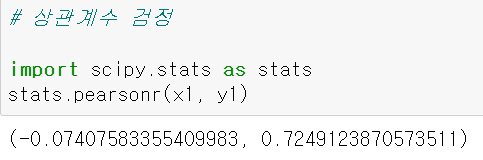 # 상관계수 검정
import scipy.stats as stats
stats.pearsonr(x1, y1)
(-0.07407583355409983, 0.7249123870573511)